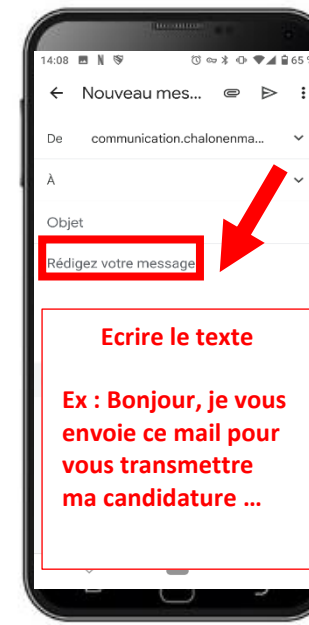 14:08 65 %
Nouveau mes...
De communication.chalonenma...
À
Objet
Rédigez votre message
Ecrire le texte
Ex : Bonjour, je vous
envoie ce mail pour
vous transmettre
ma candidature ...